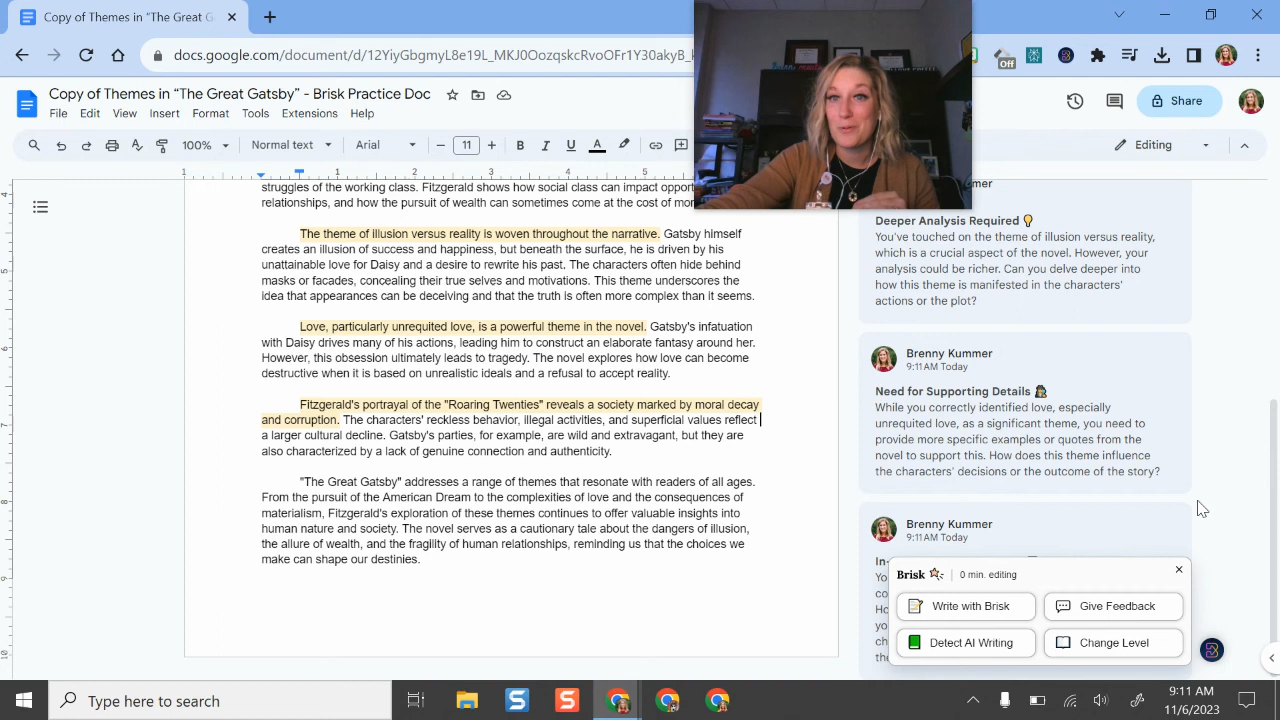 Copy of Themes in "T
docs.google.com/document/d/12YiyGbgmyL8e19L_MKJ0OozqskcRvoOFr1Y30akyB_
Off
Copy of Themes in “The Great Gatsby” - Brisk Practice Doc
Share
File Edit View Insert Format Tools Extensions Help
100% Normal text Arial 11 B I U A Editing
1 1 2 3 4 5
struggles of the working class. Fitzgerald shows how social class can impact
relationships, and how the pursuit of wealth can sometimes come at the cost of
The theme of illusion versus reality is woven throughout the narrative. Gatsby himself
creates an illusion of success and happiness, but beneath the surface, he is driven by his
unattainable love for Daisy and a desire to rewrite his past. The characters often hide behind
masks or facades, concealing their true selves and motivations. This theme underscores the
idea that appearances can be deceiving and that the truth is often more complex than it seems.
Love, particularly unrequited love, is a powerful theme in the novel. Gatsby's infatuation
with Daisy drives many of his actions, leading him to construct an elaborate fantasy around her.
However, this obsession ultimately leads to tragedy. The novel explores how love can become
destructive when it is based on unrealistic ideals and a refusal to accept reality.
Fitzgerald's portrayal of the "Roaring Twenties" reveals a society marked by moral decay
and corruption. The characters' reckless behavior, illegal activities, and superficial values reflect
a larger cultural decline. Gatsby's parties, for example, are wild and extravagant, but they are
also characterized by a lack of genuine connection and authenticity.
"The Great Gatsby" addresses a range of themes that resonate with readers of all ages.
From the pursuit of the American Dream to the complexities of love and the consequences of
materialism, Fitzgerald's exploration of these themes continues to offer valuable insights into
human nature and society. The novel serves as a cautionary tale about the dangers of illusion,
the allure of wealth, and the fragility of human relationships, reminding us that the choices we
make can shape our destinies.
5
6
7
8
9
10
Deeper Analysis Required
You've touched on the theme of illusion versus reality,
which is a crucial aspect of the novel. However, your
analysis could be richer. Can you delve deeper into
how this theme is manifested in the characters'
actions or the plot?
Brenny Kummer
9:11 AM Today
Need for Supporting Details
While you correctly identified love, especially
unrequited love, as a significant theme, you need to
provide more specific examples or quotes from the
novel to support this. How does this theme influence
the characters' decisions or the outcome of the story?
Brenny Kummer
9:11 AM Today
Brisk 0 min. editing
Write with Brisk Give Feedback
Detect AI Writing Change Level
Type here to search
9:11 AM
11/6/2023